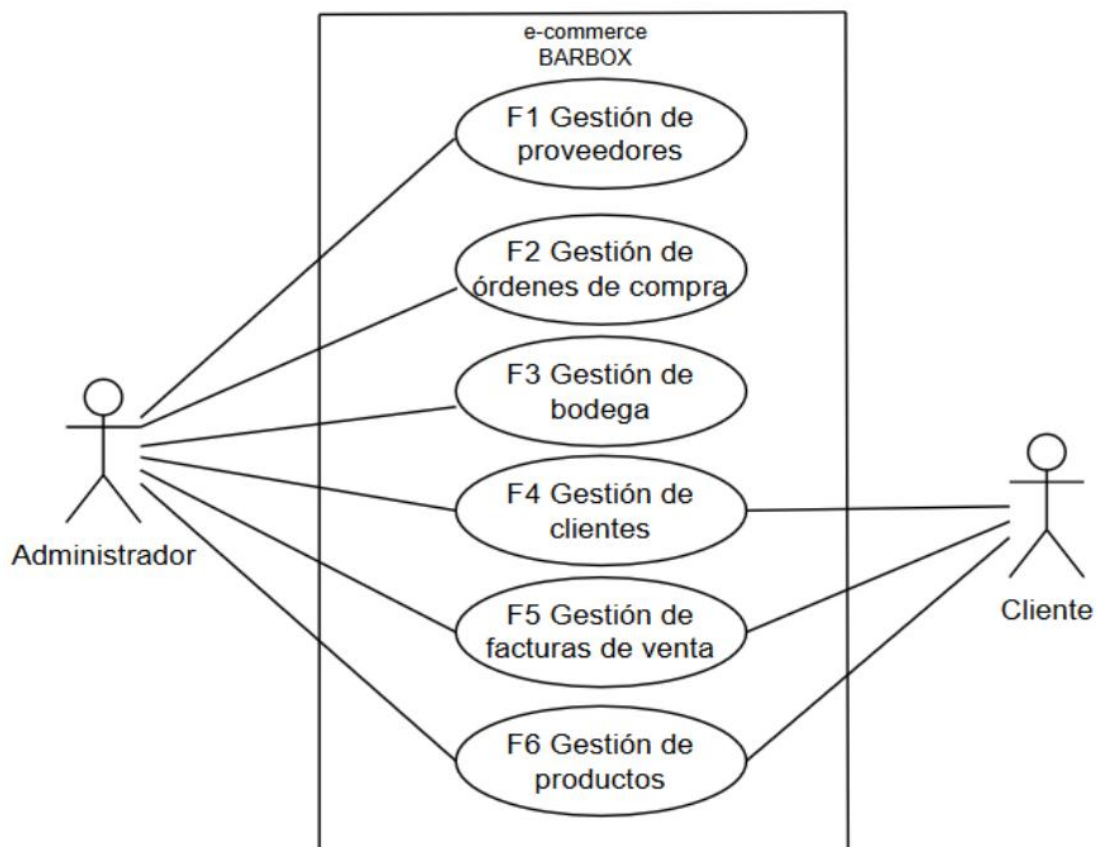 e-commerce
BARBOX
F1 Gestión de
proveedores
F2 Gestión de
órdenes de compra
F3 Gestión de
bodega
F4 Gestión de
clientes
F5 Gestión de
facturas de venta
F6 Gestión de
productos
Administrador
Cliente